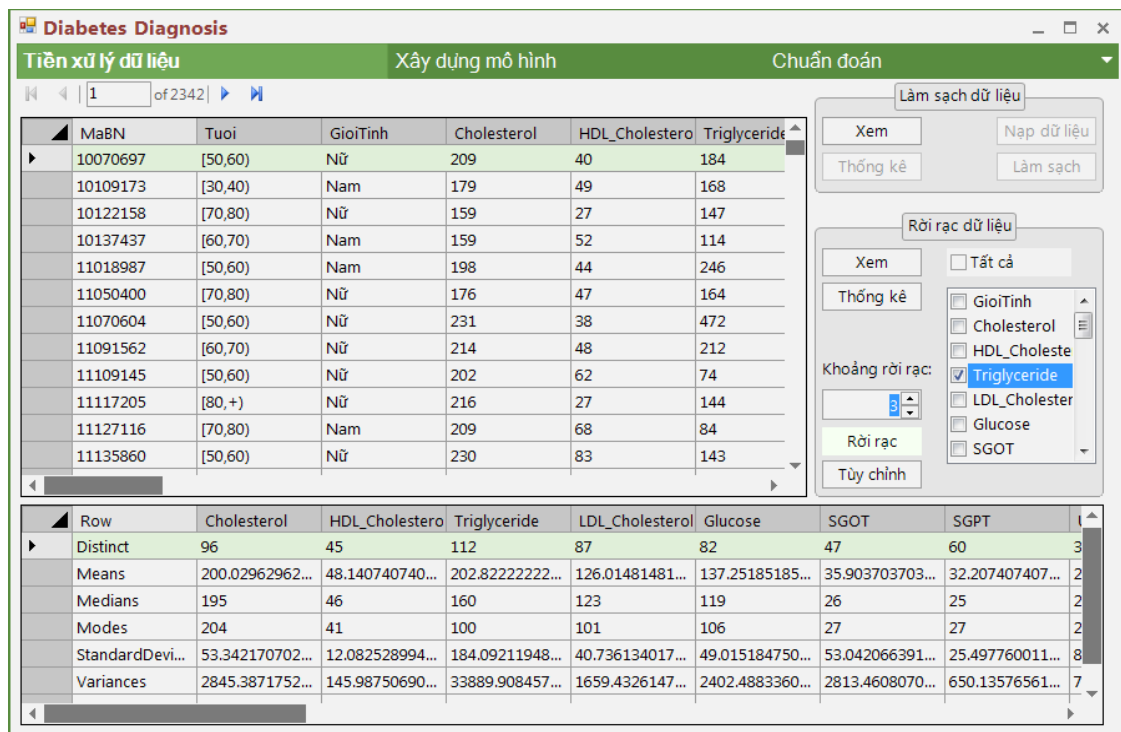 Diabetes Diagnosis
Tiền xử lý dữ liệu Xây dựng mô hình Chuẩn đoán
1 of 2342
MaBN Tuoi GioiTinh Cholesterol HDL_Cholestero Triglyceride
10070697 [50,60) Nữ 209 40 184
10109173 [30,40) Nam 179 49 168
10122158 [70,80) Nữ 159 27 147
10137437 [60,70) Nam 159 52 114
11018987 [50,60) Nam 198 44 246
11050400 [70,80) Nữ 176 47 164
11070604 [50,60) Nữ 231 38 472
11091562 [60,70) Nữ 214 48 212
11109145 [50,60) Nữ 202 62 74
11117205 [80,+) Nữ 216 27 144
11127116 [70,80) Nam 209 68 84
11135860 [50,60) Nữ 230 83 143
Làm sạch dữ liệu
Xem Nạp dữ liệu
Thống kê Làm sạch
Rời rạc dữ liệu
Xem Tất cả
Thống kê
GioiTinh
Cholesterol
HDL_Choleste
Khoảng rời rạc:
Triglyceride
3
LDL_Cholester
Glucose
Rời rạc
SGOT
Tùy chỉnh
Row Cholesterol HDL_Cholestero Triglyceride LDL_Cholesterol Glucose SGOT SGPT
Distinct 96 45 112 87 82 47 60 3
Means 200.02962962... 48.140740740... 202.82222222... 126.01481481... 137.25185185... 35.903703703... 32.207407407... 2
Medians 195 46 160 123 119 26 25 2
Modes 204 41 100 101 106 27 27 2
StandardDevi... 53.342170702... 12.082528994... 184.09211948... 40.736134017... 49.015184750... 53.042066391... 25.497760011... 8
Variances 2845.3871752... 145.98750690... 33889.908457... 1659.4326147... 2402.4883360... 2813.4608070... 650.13576561... 7